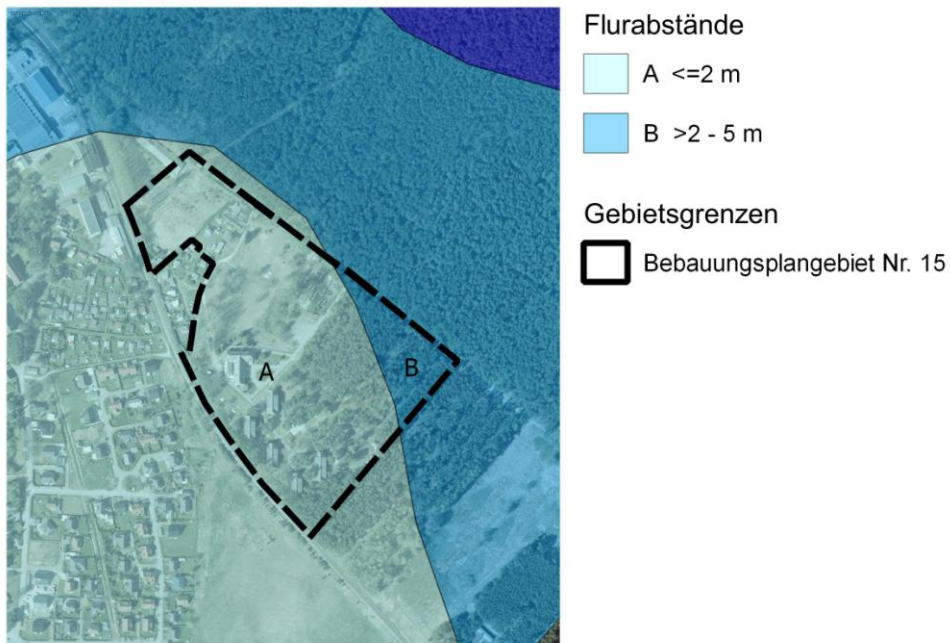 Flurabstände
A <=2 m
B >2 - 5 m
Gebietsgrenzen
Bebauungsplangebiet Nr. 15
A
B